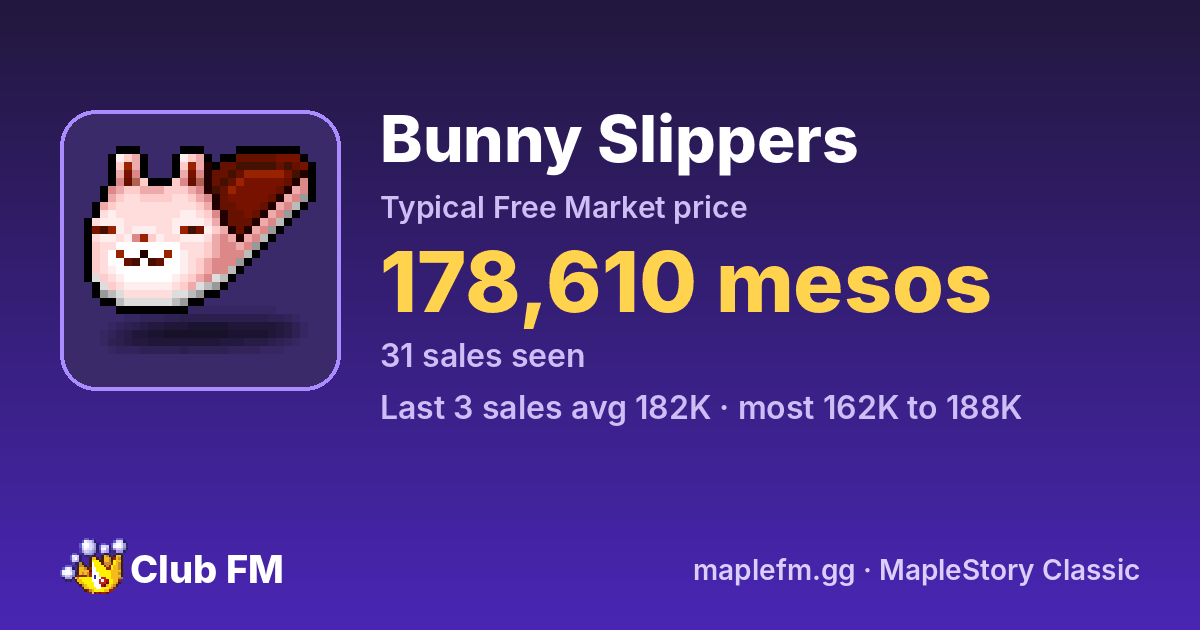 Bunny Slippers
Typical Free Market price
178,610 mesos
31 sales seen
Last 3 sales avg 182K · most 162K to 188K
Club FM
maplefm.gg · MapleStory Classic